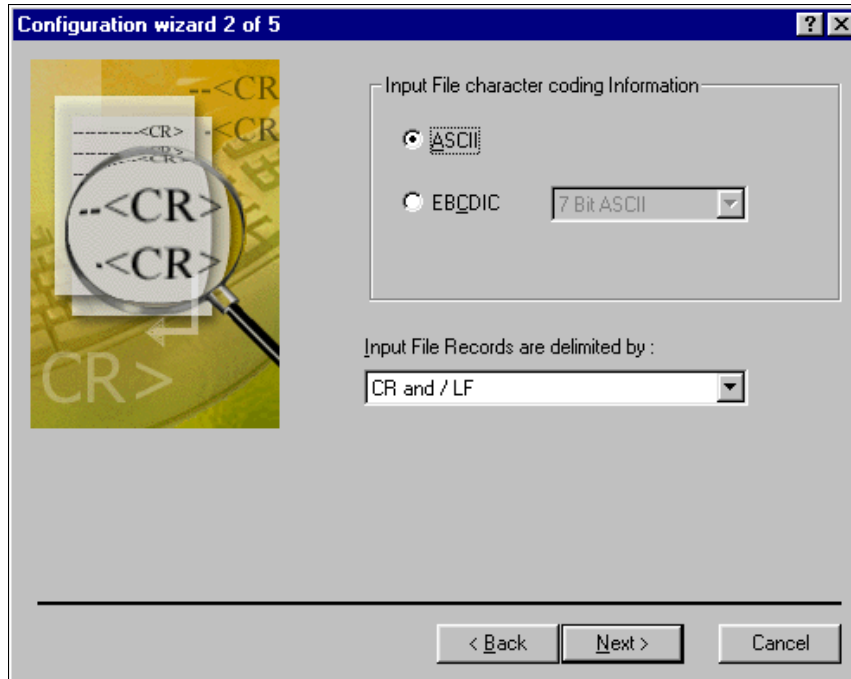 Configuration wizard 2 of 5
--<CR
-<CR
----------<CR>
--<CR>
.<CR>
CR>
Input File character coding Information
ASCII
EBCDIC
7 Bit ASCII
Input File Records are delimited by :
CR and / LF
< Back
Next >
Cancel